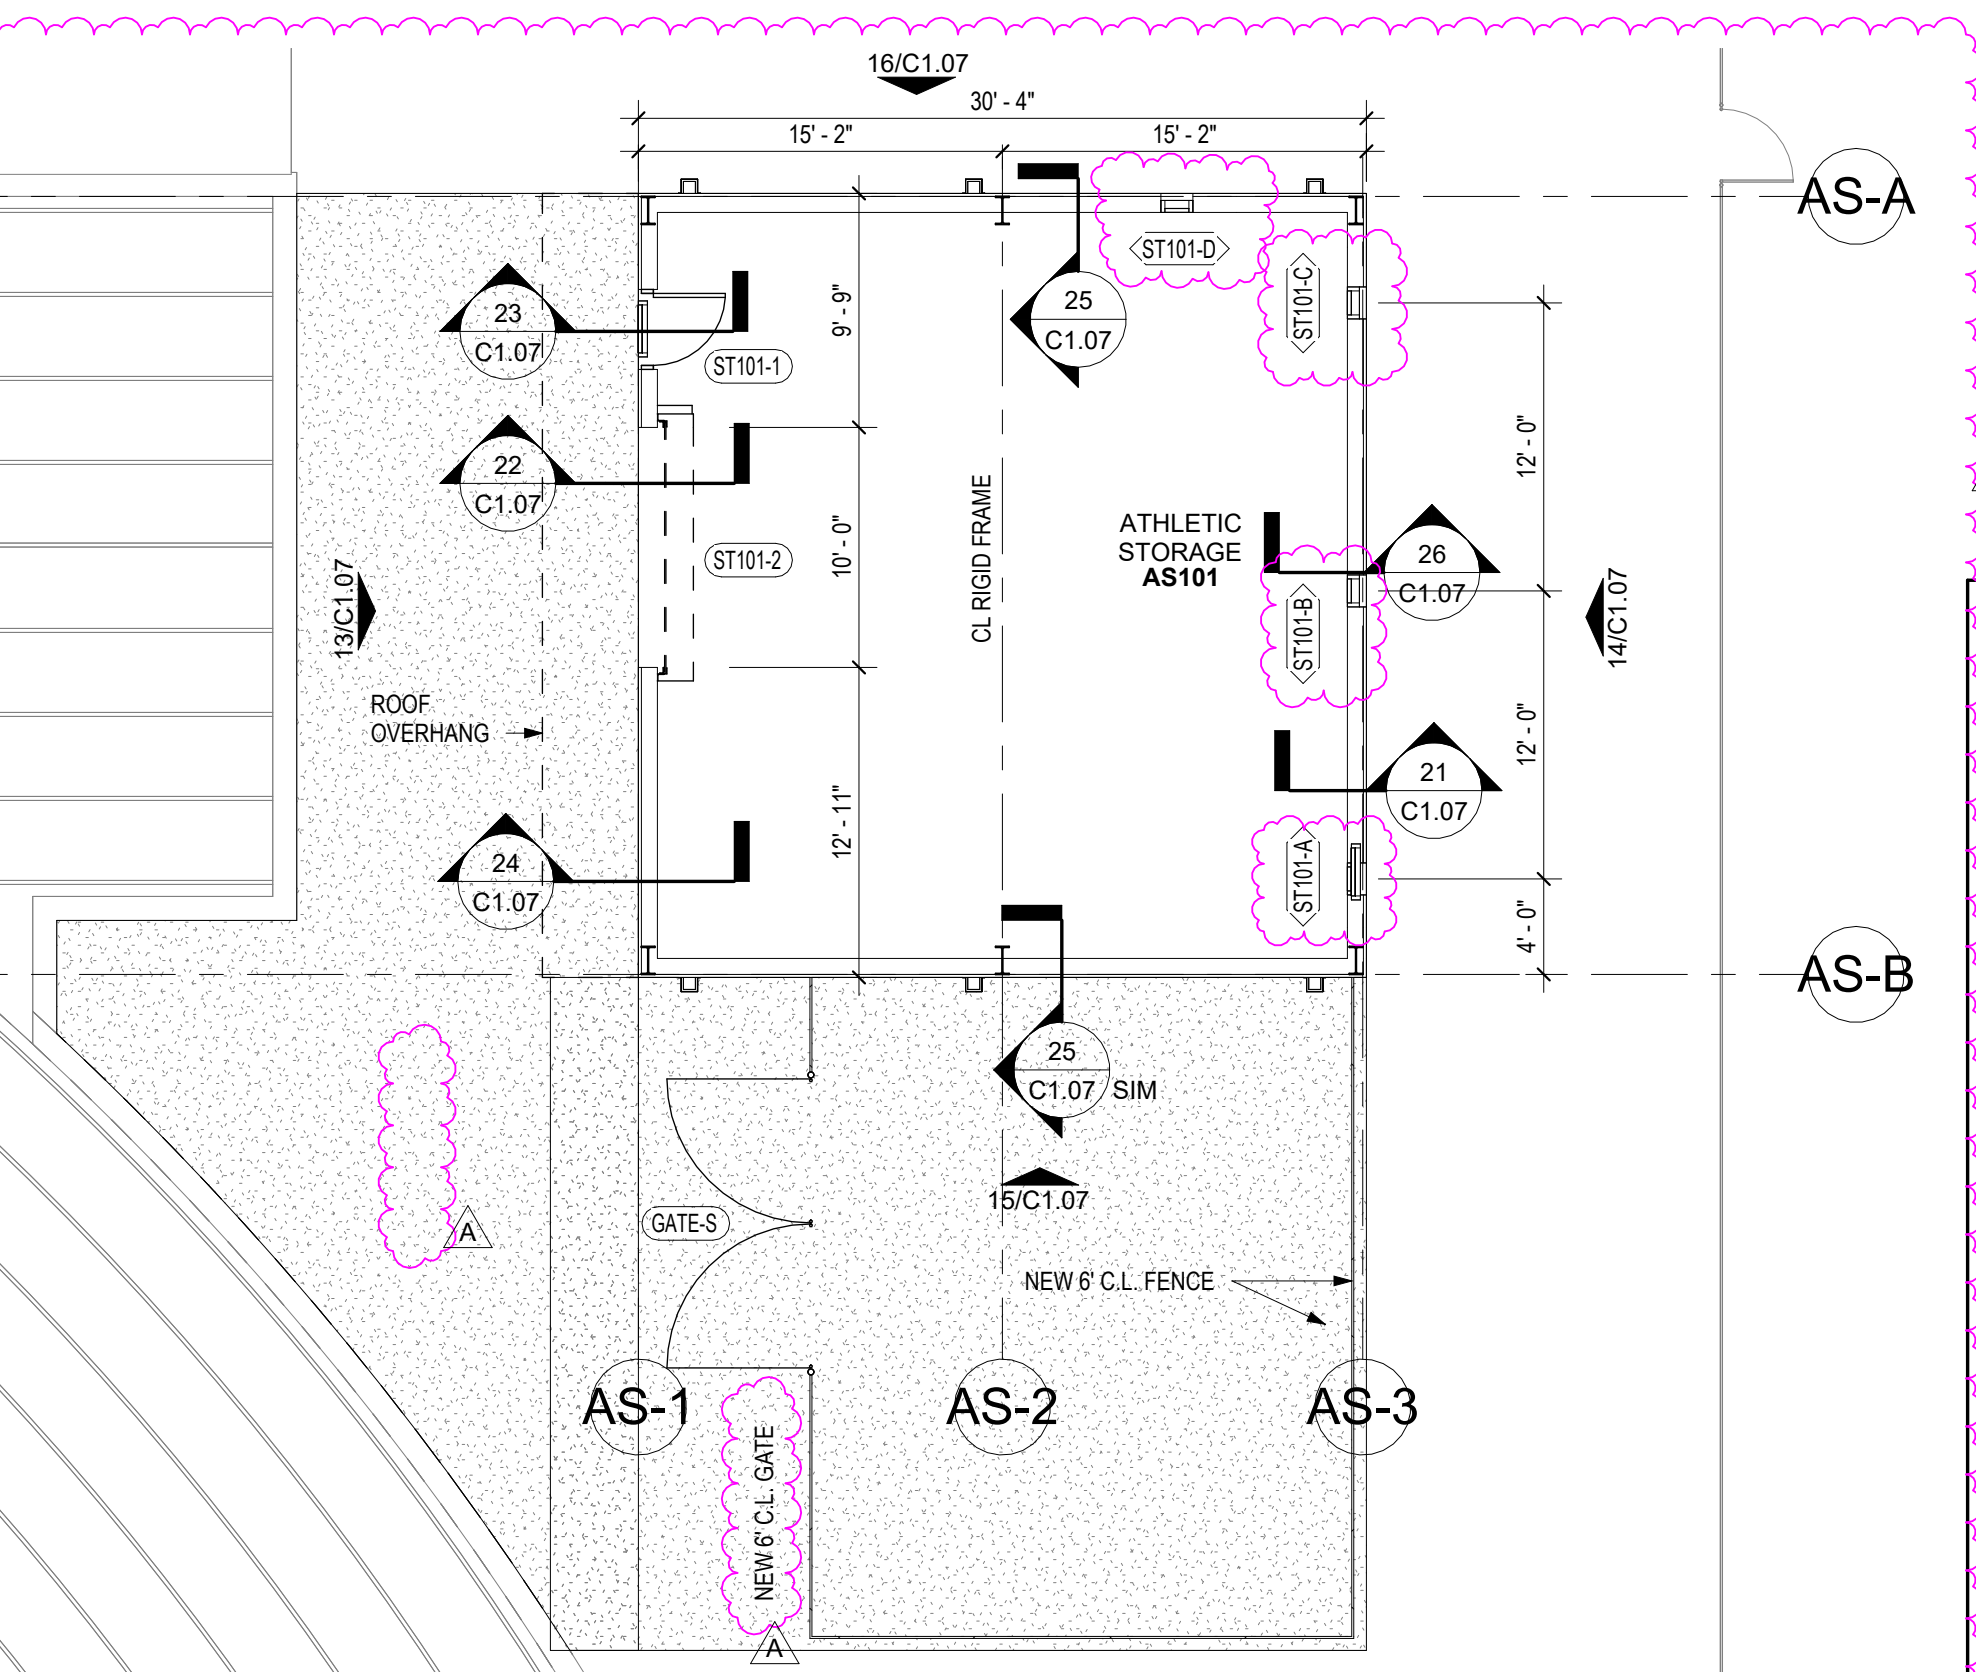 16/C1.07
30' - 4"
15' - 2"
15' - 2"
AS-A
ST101-D
ST101-C
23
C1.07
25
C1.07
9' - 9"
ST101-1
22
C1.07
12' - 0"
CL RIGID FRAME
ATHLETIC
STORAGE
AS101
10' - 0"
ST101-2
26
C1.07
13/C1.07
ST101-B
14/C1.07
ROOF
OVERHANG
12' - 0"
21
C1.07
12' - 11"
24
C1.07
ST101-A
4' - 0"
AS-B
25
C1.07 SIM
15/C1.07
GATE-S
A
NEW 6' C.L. FENCE
AS-1
AS-2
AS-3
NEW 6' C.L. GATE
A